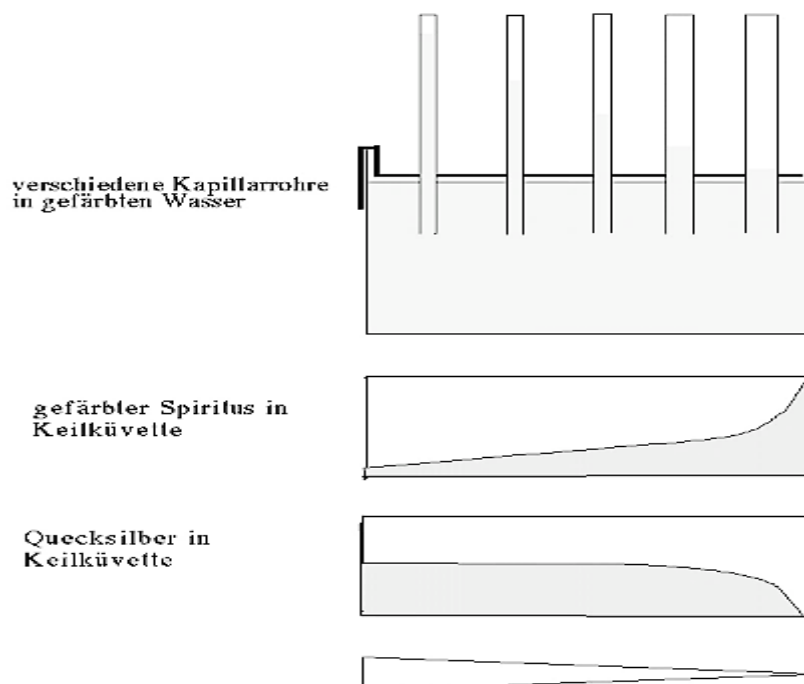 verschiedene Kapillarrohre
in gefärbten Wasser
gefärbter Spiritus in
Keilküvette
Quecksilber in
Keilküvette